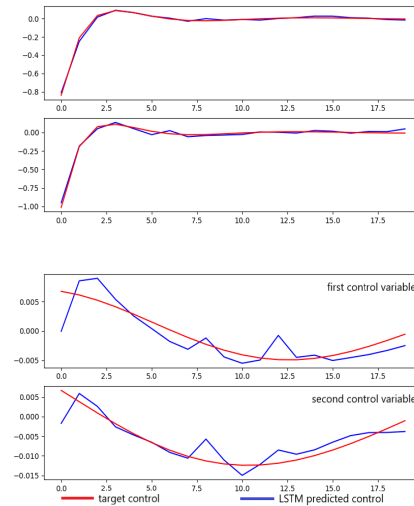 0.0
−0.2
−0.4
−0.6
−0.8
0.0 2.5 5.0 7.5 10.0 12.5 15.0 17.5
0.00
−0.25
−0.50
−0.75
−1.00
0.0 2.5 5.0 7.5 10.0 12.5 15.0 17.5
first control variable
0.005
0.000
−0.005
0.0 2.5 5.0 7.5 10.0 12.5 15.0 17.5
second control variable
0.005
0.000
−0.005
−0.010
−0.015
0.0 2.5 5.0 7.5 10.0 12.5 15.0 17.5
target control LSTM predicted control